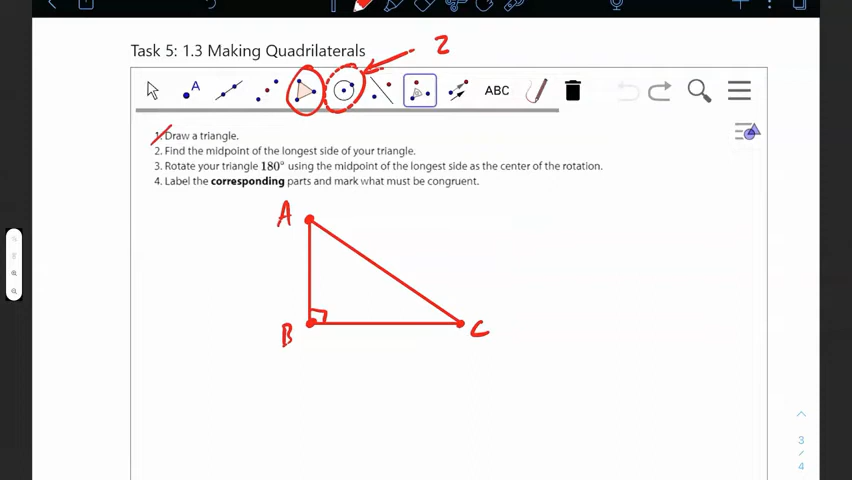 Task 5: 1.3 Making Quadrilaterals
2
A
ABC
1. Draw a triangle.
2. Find the midpoint of the longest side of your triangle.
3. Rotate your triangle 180° using the midpoint of the longest side as the center of the rotation.
4. Label the corresponding parts and mark what must be congruent.
A
B
C
3
/
4